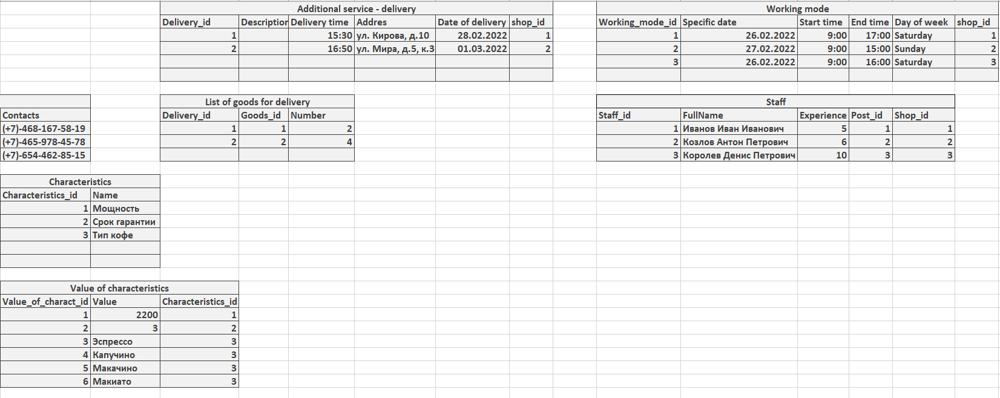 Additional service - delivery
Delivery_id Description Delivery time Addres Date of delivery shop_id
1 15:30 ул. Кирова, д.10 28.02.2022 1
2 16:50 ул. Мира, д.5, к.3 01.03.2022 2
Working mode
Working_mode_id Specific date Start time End time Day of week shop_id
1 26.02.2022 9:00 17:00 Saturday 1
2 27.02.2022 9:00 15:00 Sunday 2
3 26.02.2022 9:00 16:00 Saturday 3
Contacts
(+7)-468-167-58-19
(+7)-465-978-45-78
(+7)-654-462-85-15
List of goods for delivery
Delivery_id Goods_id Number
1 1 2
2 2 4
Staff
Staff_id FullName Experience Post_id Shop_id
1 Иванов Иван Иванович 5 1 1
2 Козлов Антон Петрович 6 2 2
3 Королев Денис Петрович 10 3 3
Characteristics
Characteristics_id Name
1 Мощность
2 Срок гарантии
3 Тип кофе
Value of characteristics
Value_of_charact_id Value Characteristics_id
1 2200 1
2 3 2
3 Эспрессо 3
4 Капучино 3
5 Макачино 3
6 Макиато 3